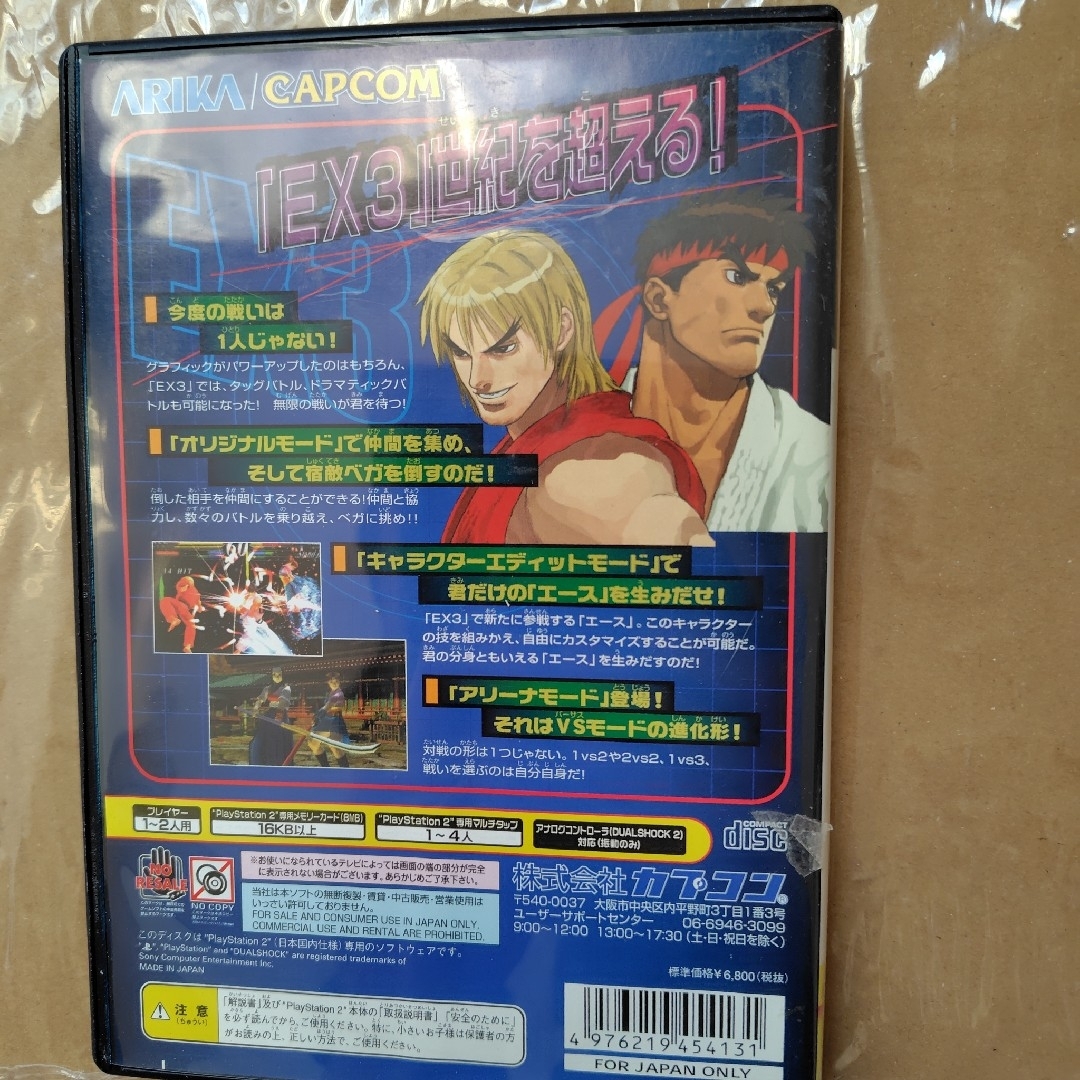 ARIKA/CAPCOM
「EX3」世紀を超える!
EX3
今度の戦いは
1人じゃない!
グラフィックがパワーアップしたのはもちろん、
「EX3」では、タッグバトル、ドラマティックバ
トルも可能になった! 無限の戦いが君を待つ!
「オリジナルモード」で仲間を集め、
そして宿敵ベガを倒すのだ!
倒した相手を仲間にすることができる!仲間と協
力し、数々のバトルを乗り越え、ベガに挑め!!
14 HIT
「キャラクターエディットモード」で
君だけの「エース」を生みだせ!
「EX3」で新たに参戦する「エース」。このキャラクター
の技を組みかえ、自由にカスタマイズすることが可能だ。
君の分身ともいえる「エース」を生みだすのだ!
「アリーナモード」登場!
それはVSモードの進化形!
対戦の形は1つじゃない。1vs2や2vs2、1vs3、
戦いを選ぶのは自分自身だ!
プレイヤー
1~2人用
"PlayStation 2"専用メモリーカード(8MB)
16KB以上
"PlayStation 2"専用マルチタップ
1~4人
アナログコントローラ(DUALSHOCK 2)
対応(振動のみ)
COMPACT
disc
NO
RESALE
NO COPY
※お使いになられているテレビによっては画面の端の部分が完全
に表示されない場合がございます。あらかじめご了承下さい。
当社は本ソフトの無断複製・賃貸・中古販売・営業使用は
いっさい許可しておりません。
FOR SALE AND CONSUMER USE IN JAPAN ONLY.
COMMERCIAL USE AND RENTAL ARE PROHIBITED.
株式会社カプコン®
〒540-0037 大阪市中央区内平野町3丁目1番3号
ユーザーサポートセンター 06-6946-3099
9:00~12:00 13:00~17:30(土・日・祝日を除く)
このディスクは"PlayStation 2"(日本国内仕様)専用のソフトウェアです。
"PlayStation" and "DUALSHOCK" are registered trademarks of
Sony Computer Entertainment Inc.
MADE IN JAPAN
標準価格¥6,800(税抜)
注意
(ちゅうい)
「解説書」及び"PlayStation 2"本体の「取扱説明書」「安全のために」
を必ず読んでから、ご使用ください。特に、小さいお子様は保護者の方
がお読みの上、正しい方法で、ご使用ください。
4 976219 454131
FOR JAPAN ONLY